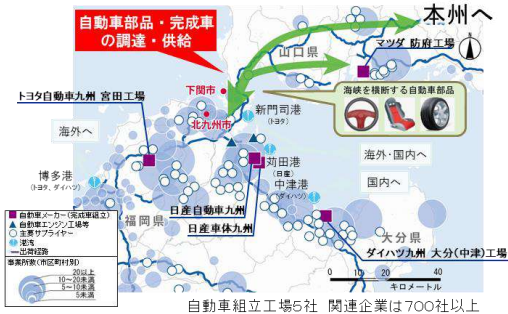 本州へ
自動車部品・完成車
の調達・供給
山口県
マツダ 防府工場
下関市
トヨタ自動車九州 宮田工場
海峡を横断する自動車部品
新門司港
(トヨタ)
北九州市
海外へ
海外・国内へ
苅田港
(日産)
博多港
(トヨタ、ダイハツ)
中津港
(ダイハツ)
国内へ
日産自動車九州
福岡県
日産車体九州
大分県
ダイハツ九州 大分(中津)工場
自動車メーカー(完成車組立)
自動車エンジン工場等
主要サプライヤー
港湾
出荷経路
事業所数(市区町村別)
20以上
10～20未満
5～10未満
5未満
0 10 20 40
キロメートル
自動車組立工場5社 関連企業は700社以上